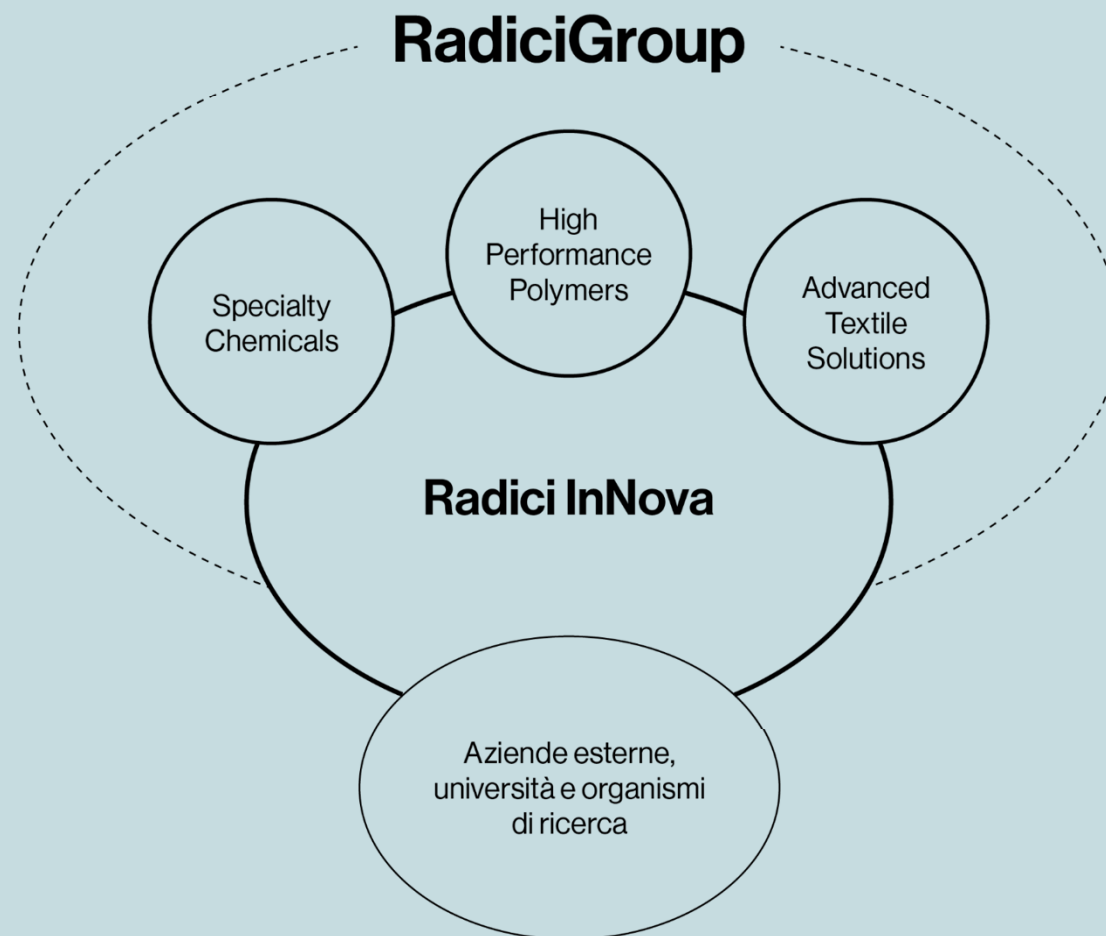 RadiciGroup
Specialty
Chemicals
High
Performance
Polymers
Advanced
Textile
Solutions
Radici InNova
Aziende esterne,
università e organismi
di ricerca